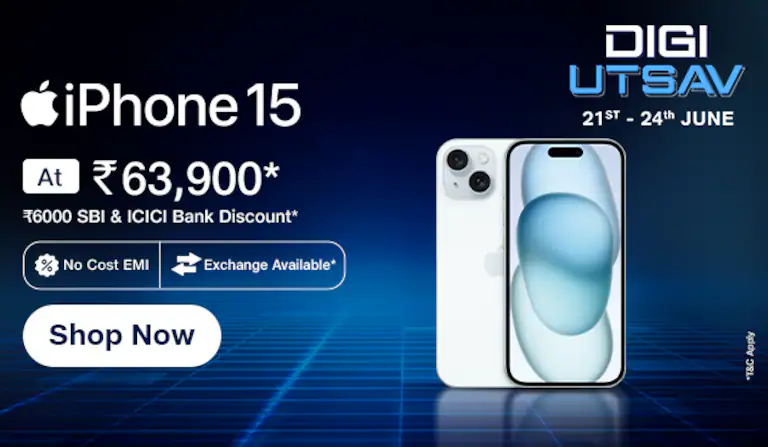 iPhone 15
At ₹63,900*
₹6000 SBI & ICICI Bank Discount*
No Cost EMI
Exchange Available*
Shop Now
DIGI
UTSAV
21ST - 24th JUNE
*T&C Apply